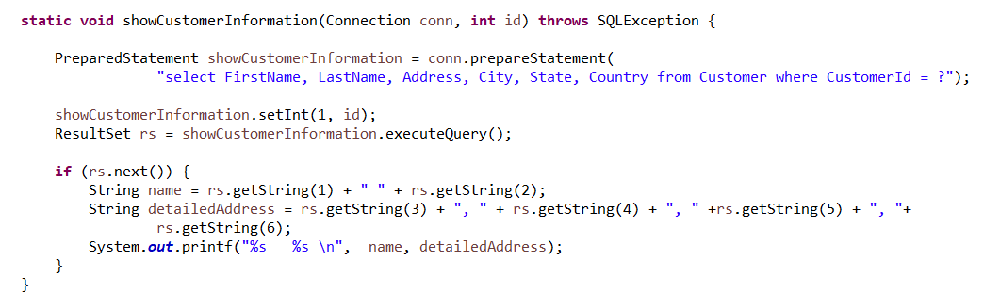 static void showCustomerInformation(Connection conn, int id) throws SQLException {
PreparedStatement showCustomerInformation = conn.prepareStatement(
"select FirstName, LastName, Address, City, State, Country from Customer where CustomerId = ?");
showCustomerInformation.setInt(1, id);
ResultSet rs = showCustomerInformation.executeQuery();
if (rs.next()) {
String name = rs.getString(1) + " " + rs.getString(2);
String detailedAddress = rs.getString(3) + ", " + rs.getString(4) + ", " +rs.getString(5) + ", "+
rs.getString(6);
System.out.printf("%s   %s \n",  name, detailedAddress);
}
}